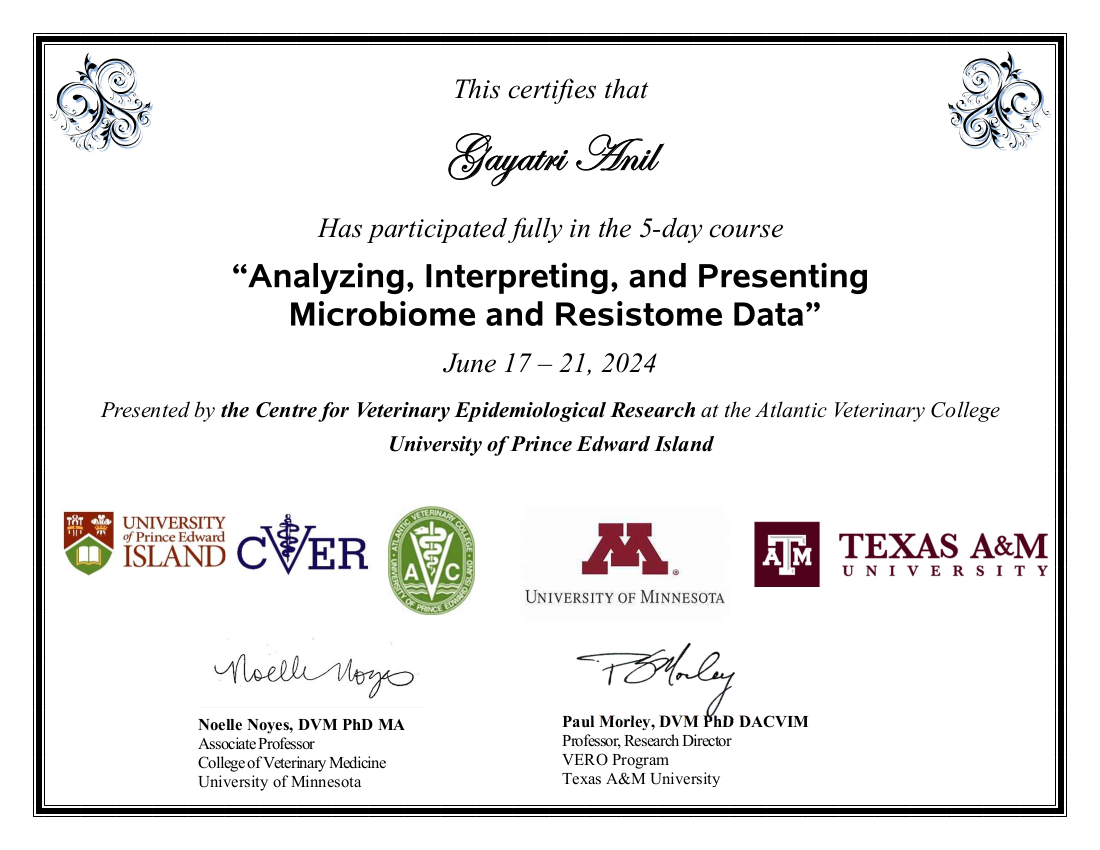 This certifies that
Gayatri Anil
Has participated fully in the 5-day course
“Analyzing, Interpreting, and Presenting
Microbiome and Resistome Data”
June 17 – 21, 2024
Presented by the Centre for Veterinary Epidemiological Research at the Atlantic Veterinary College
University of Prince Edward Island
UNIVERSITY
of Prince Edward
ISLAND
CVER
ATLANTIC VETERINARY COLLEGE
AVC
UNIVERSITY OF PRINCE EDWARD ISLAND
M®
UNIVERSITY OF MINNESOTA
ATM
TEXAS A&M
UNIVERSITY
Noelle Noyes
P Morley
Noelle Noyes, DVM PhD MA
Associate Professor
College of Veterinary Medicine
University of Minnesota
Paul Morley, DVM PhD DACVIM
Professor, Research Director
VERO Program
Texas A&M University